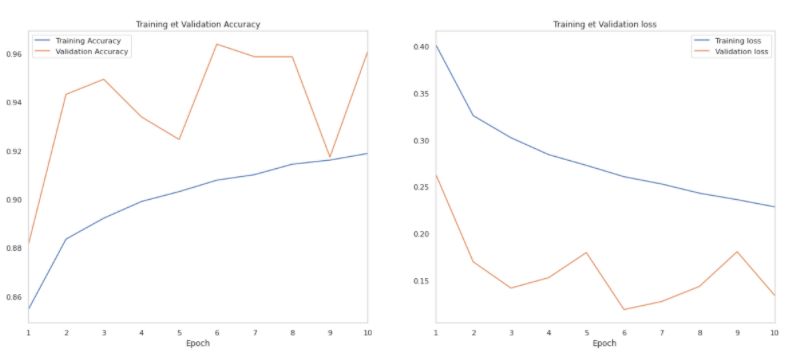 Training et Validation Accuracy
Training Accuracy
Validation Accuracy
0.96
0.94
0.92
0.90
0.88
0.86
1 2 3 4 5 6 7 8 9 10
Epoch
Training et Validation loss
Training loss
Validation loss
0.40
0.35
0.30
0.25
0.20
0.15
1 2 3 4 5 6 7 8 9 10
Epoch